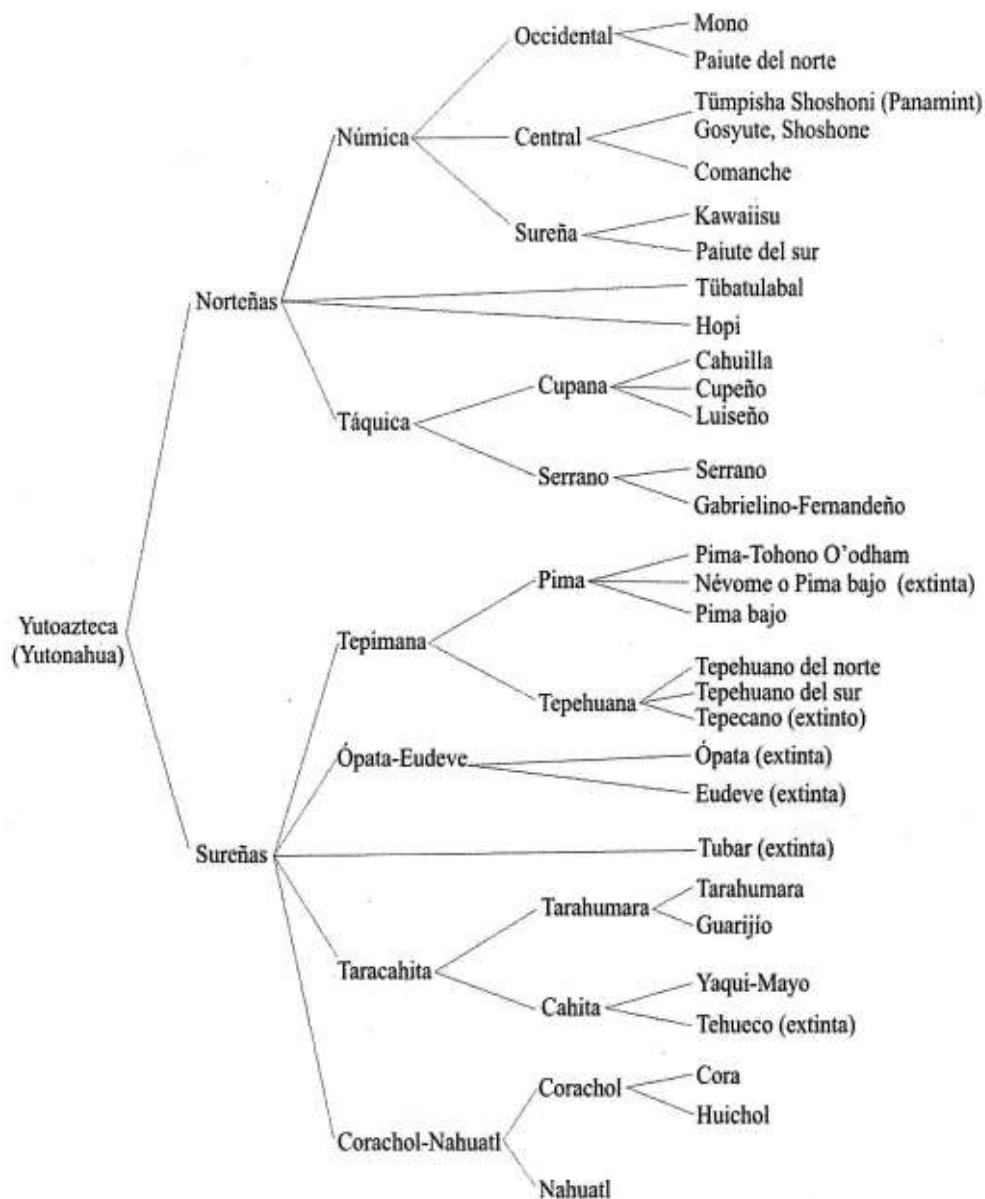 Occidental
Mono
Paiute del norte
Númica
Central
Tümpisha Shoshoni (Panamint)
Gosyute, Shoshone
Comanche
Sureña
Kawaiisu
Paiute del sur
Norteñas
Tübatulabal
Hopi
Táquica
Cupana
Cahuilla
Cupeño
Luiseño
Serrano
Serrano
Gabrielino-Fernandeño
Yutoazteca
(Yutonahua)
Tepimana
Pima
Pima-Tohono O'odham
Névome o Pima bajo (extinta)
Pima bajo
Tepehuana
Tepehuano del norte
Tepehuano del sur
Tepecano (extinto)
Ópata-Eudeve
Ópata (extinta)
Eudeve (extinta)
Sureñas
Tubar (extinta)
Taracahita
Tarahumara
Tarahumara
Guarijío
Cahita
Yaqui-Mayo
Tehueco (extinta)
Corachol-Nahuatl
Corachol
Cora
Huichol
Nahuatl